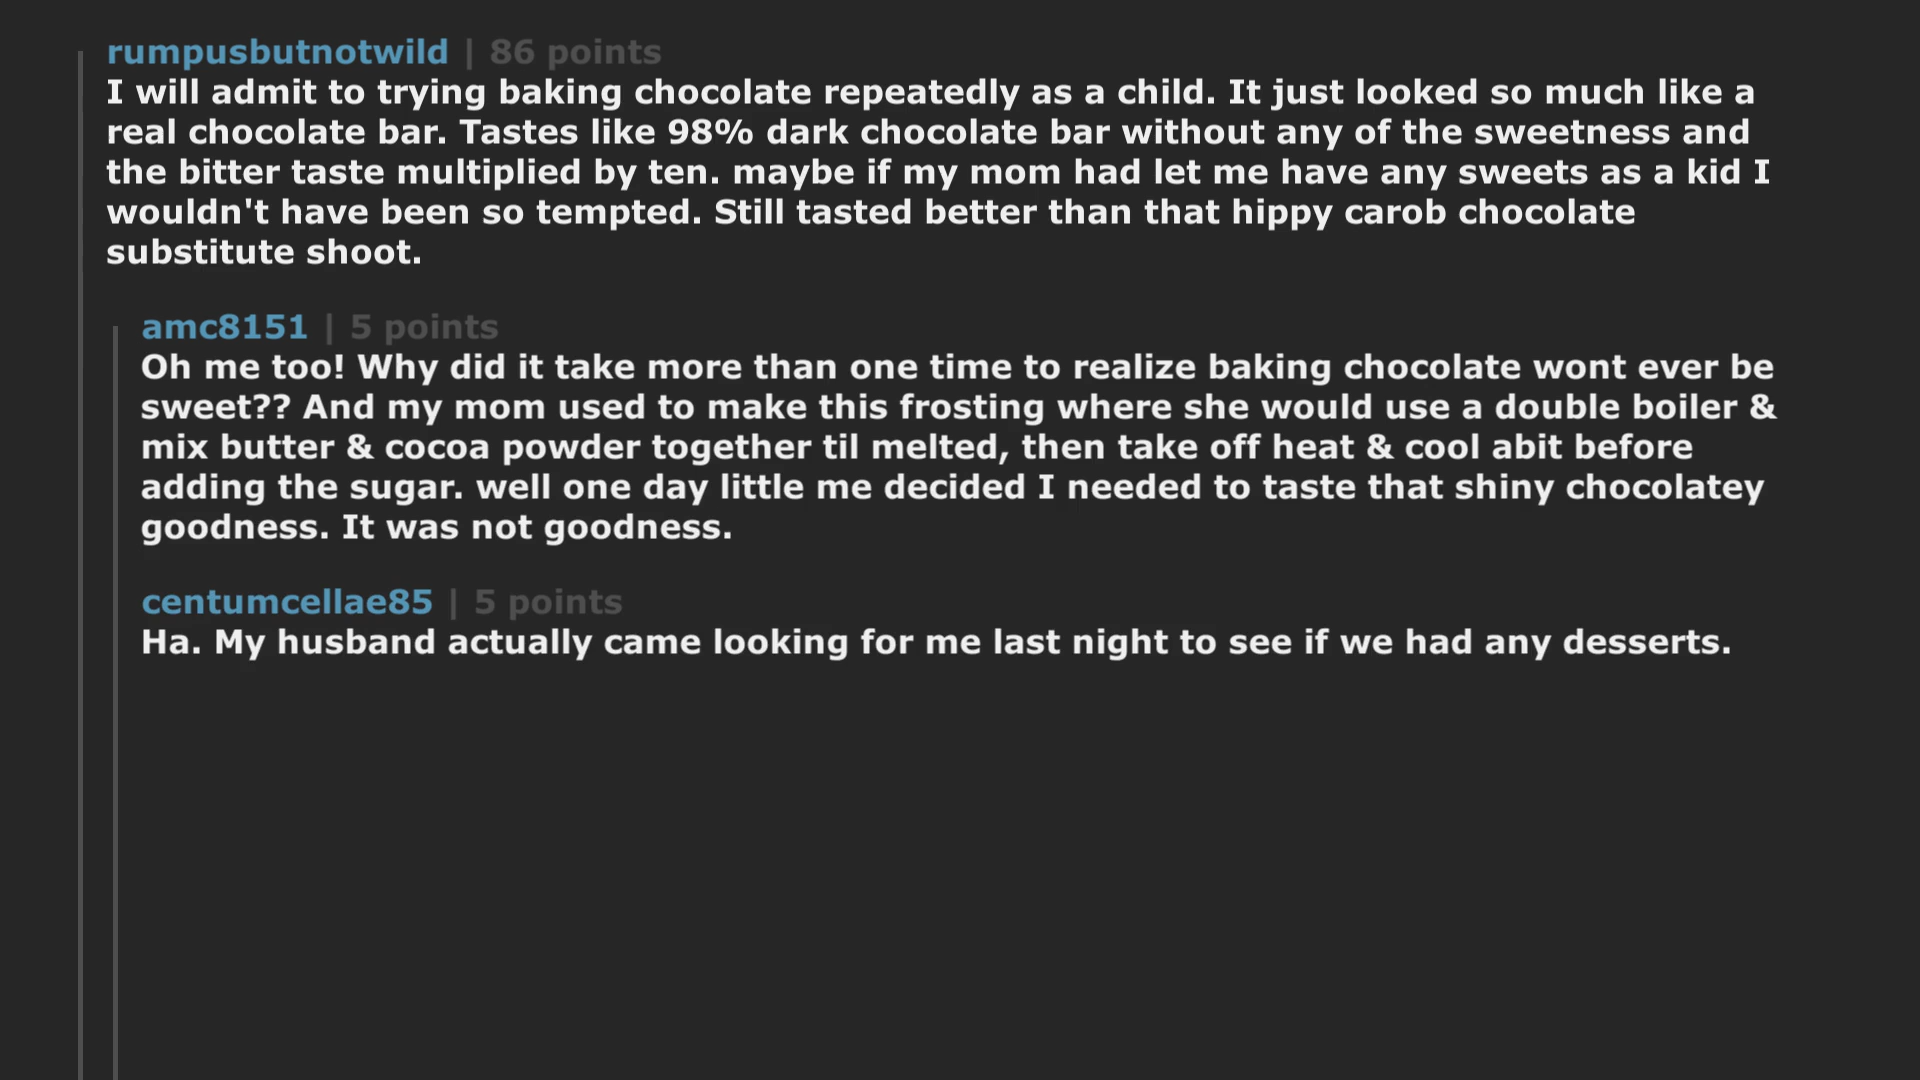 rumpusbutnotwild | 86 points
I will admit to trying baking chocolate repeatedly as a child. It just looked so much like a
real chocolate bar. Tastes like 98% dark chocolate bar without any of the sweetness and
the bitter taste multiplied by ten. maybe if my mom had let me have any sweets as a kid I
wouldn't have been so tempted. Still tasted better than that hippy carob chocolate
substitute shoot.
amc8151 | 5 points
Oh me too! Why did it take more than one time to realize baking chocolate wont ever be
sweet?? And my mom used to make this frosting where she would use a double boiler &
mix butter & cocoa powder together til melted, then take off heat & cool abit before
adding the sugar. well one day little me decided I needed to taste that shiny chocolatey
goodness. It was not goodness.
centumcellae85 | 5 points
Ha. My husband actually came looking for me last night to see if we had any desserts.